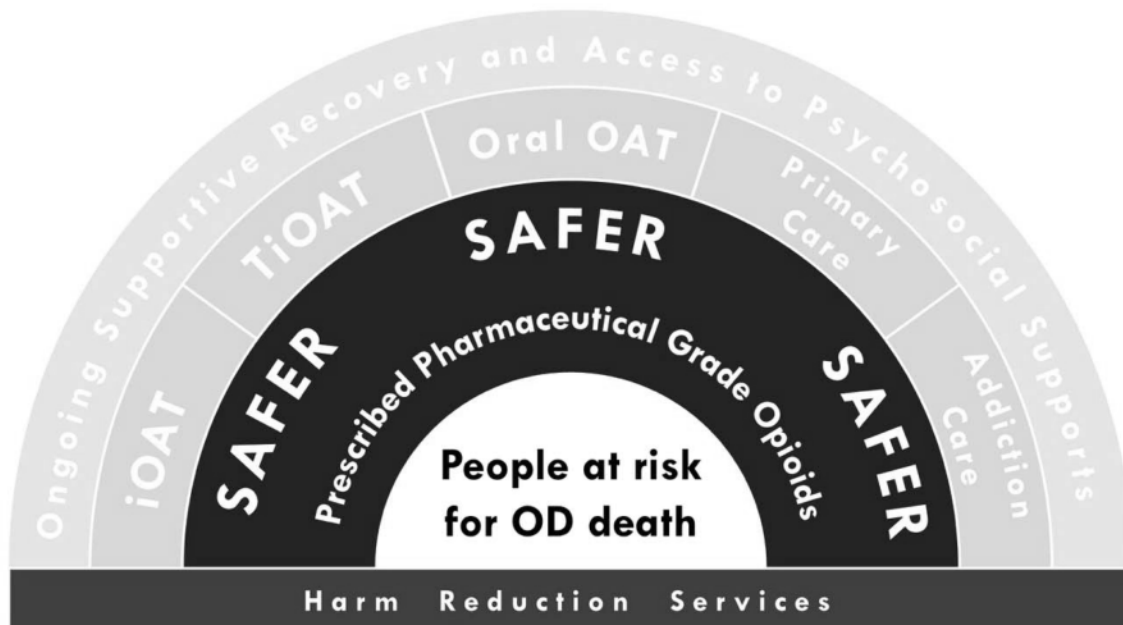 Ongoing Supportive Recovery and Access to Psychosocial Supports
iOAT
TiOAT
Oral OAT
Primary
Care
Addiction
Care
SAFER
SAFER
SAFER
Prescribed Pharmaceutical Grade Opioids
People at risk
for OD death
Harm Reduction Services